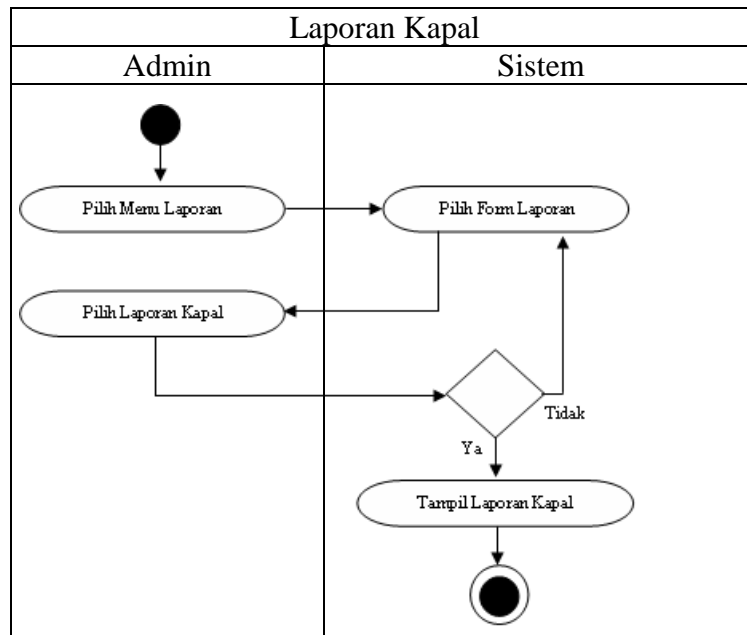 Laporan Kapal
Admin
Sistem
Pilih Menu Laporan
Pilih Form Laporan
Pilih Laporan Kapal
Tidak
Ya
Tampil Laporan Kapal